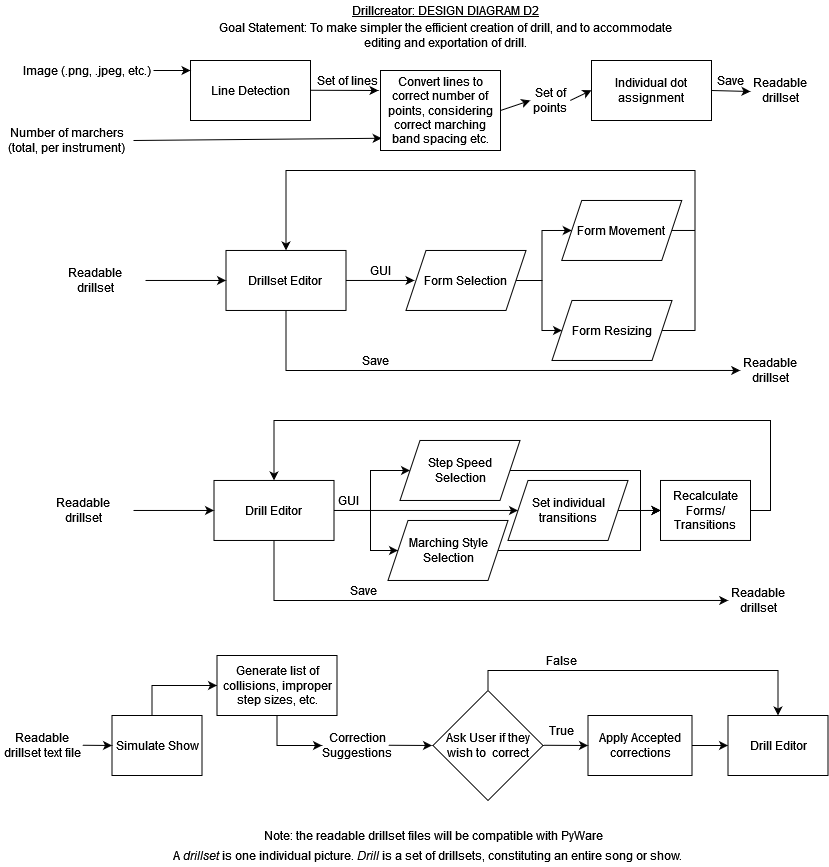 Drillcreator: DESIGN DIAGRAM D2
Goal Statement: To make simpler the efficient creation of drill, and to accommodate
editing and exportation of drill.
Image (.png, .jpeg, etc.)
Line Detection
Set of lines
Convert lines to
correct number of
points, considering
correct marching
band spacing etc.
Set of
points
Individual dot
assignment
Save
Readable
drillset
Number of marchers
(total, per instrument)
Readable
drillset
Drillset Editor
GUI
Form Selection
Form Movement
Form Resizing
Save
Readable
drillset
Readable
drillset
Drill Editor
GUI
Step Speed
Selection
Set individual
transitions
Marching Style
Selection
Recalculate
Forms/
Transitions
Save
Readable
drillset
Readable
drillset text file
Simulate Show
Generate list of
collisions, improper
step sizes, etc.
Correction
Suggestions
Ask User if they
wish to correct
False
True
Apply Accepted
corrections
Drill Editor
Note: the readable drillset files will be compatible with PyWare
A drillset is one individual picture. Drill is a set of drillsets, constituting an entire song or show.